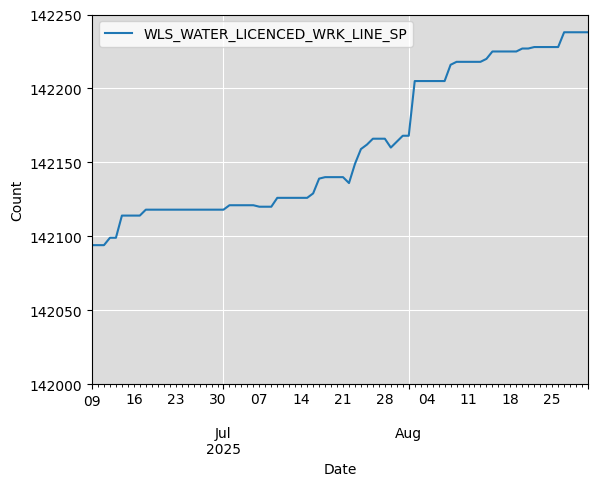 WLS_WATER_LICENCED_WRK_LINE_SP
142250
142200
142150
142100
142050
142000
Count
09 16 23 30 07 14 21 28 04 11 18 25
Jul Aug
2025
Date